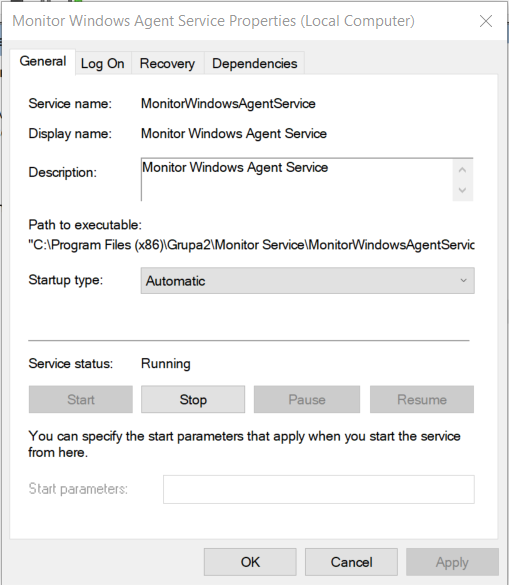 Monitor Windows Agent Service Properties (Local Computer)
General Log On Recovery Dependencies
Service name: MonitorWindowsAgentService
Display name: Monitor Windows Agent Service
Description: Monitor Windows Agent Service
Path to executable:
"C:\Program Files (x86)\Grupa2\Monitor Service\MonitorWindowsAgentServic
Startup type: Automatic
Service status: Running
Start Stop Pause Resume
You can specify the start parameters that apply when you start the service
from here.
Start parameters:
OK Cancel Apply